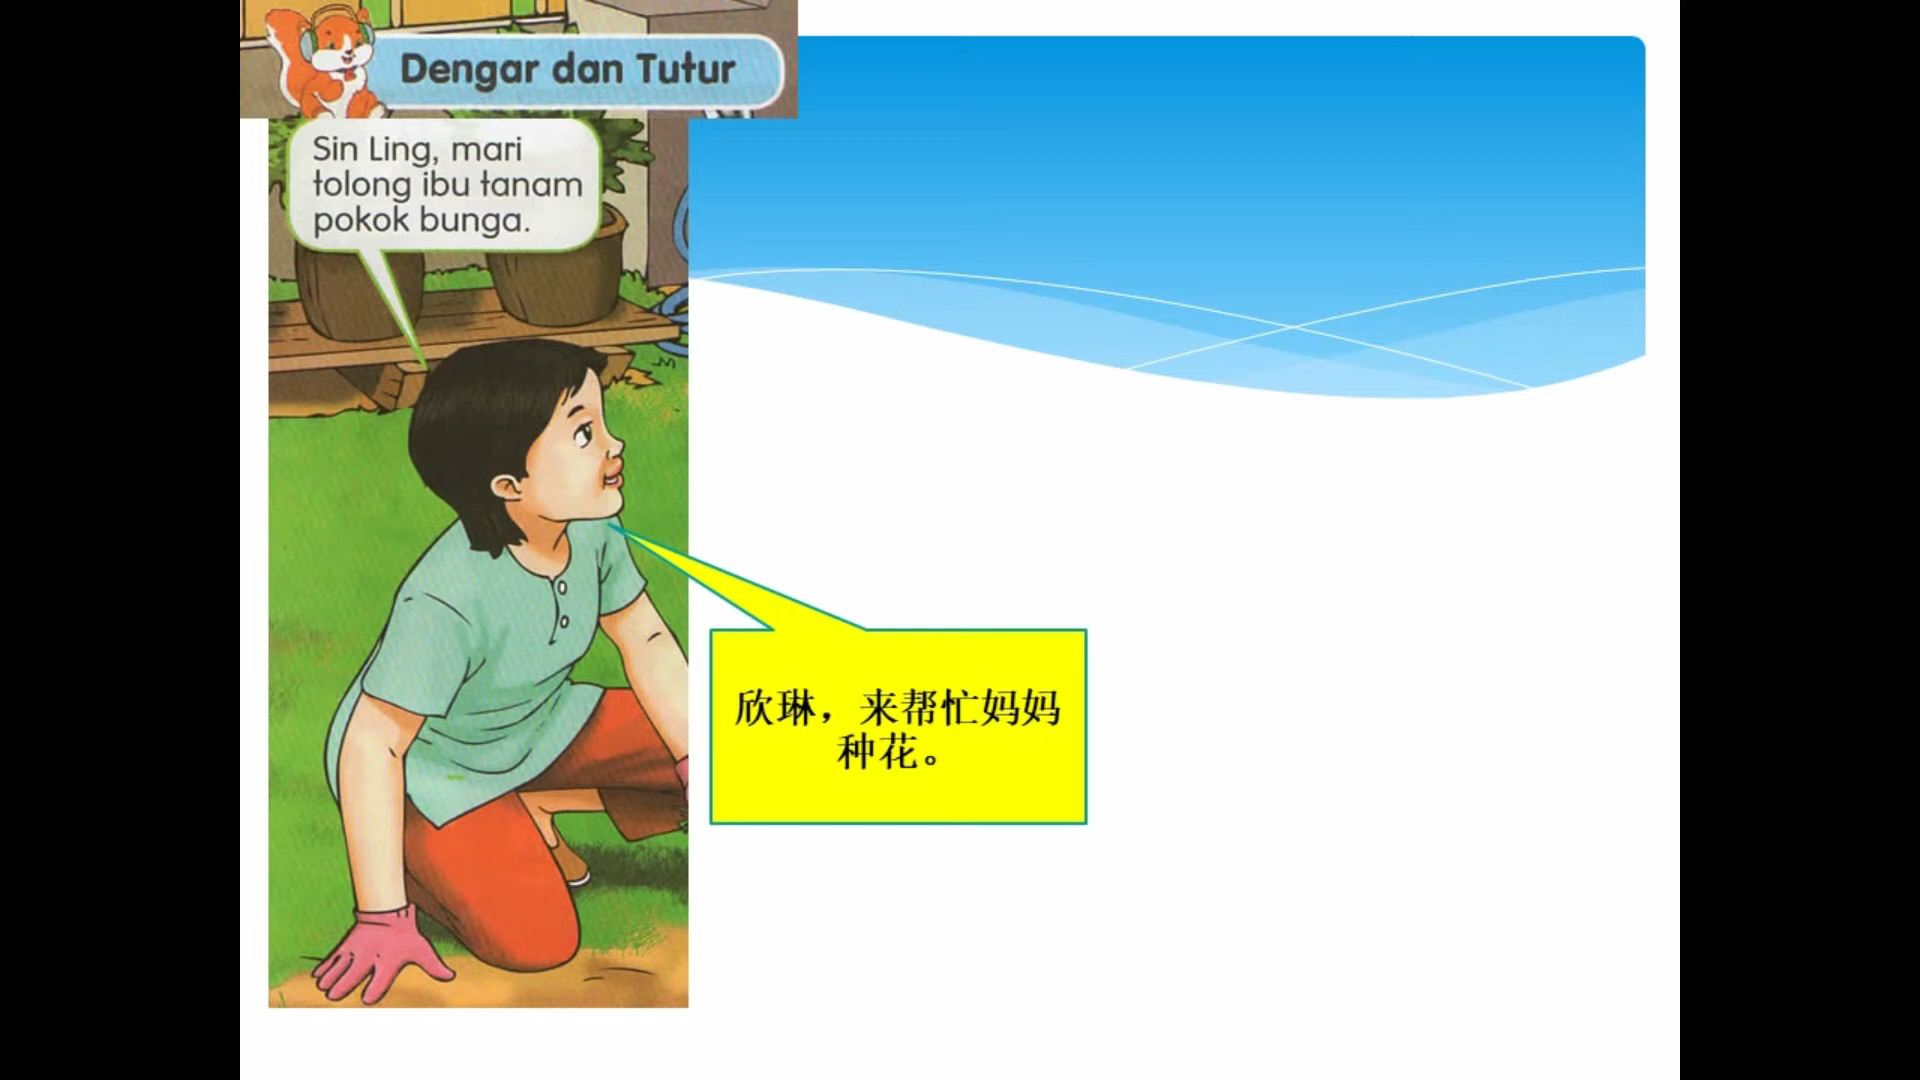 Dengar dan Tutur
Sin Ling, mari
tolong ibu tanam
pokok bunga.
欣琳，来帮忙妈妈
种花。